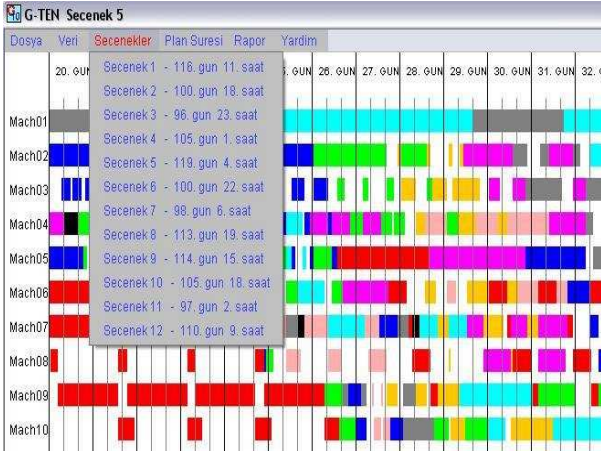 G-TEN Secenek 5
Dosya Veri Secenekler Plan Suresi Rapor Yardim
20. GUN 26. GUN 27. GUN 28. GUN 29. GUN 30. GUN 31. GUN 32.
Secenek 1 - 116. gun 11. saat
Secenek 2 - 100. gun 18. saat
Secenek 3 - 96. gun 23. saat
Secenek 4 - 105. gun 1. saat
Secenek 5 - 119. gun 4. saat
Secenek 6 - 100. gun 22. saat
Secenek 7 - 98. gun 6. saat
Secenek 8 - 113. gun 19. saat
Secenek 9 - 114. gun 15. saat
Secenek 10 - 105. gun 18. saat
Secenek 11 - 97. gun 2. saat
Secenek 12 - 110. gun 9. saat
Mach01
Mach02
Mach03
Mach04
Mach05
Mach06
Mach07
Mach08
Mach09
Mach10